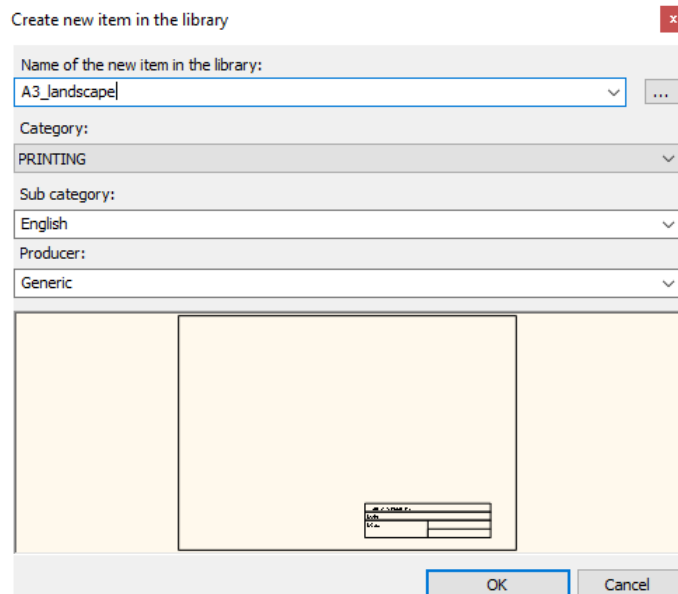 Create new item in the library
x
Name of the new item in the library:
A3_landscape
...
Category:
PRINTING
Sub category:
English
Producer:
Generic
OK
Cancel